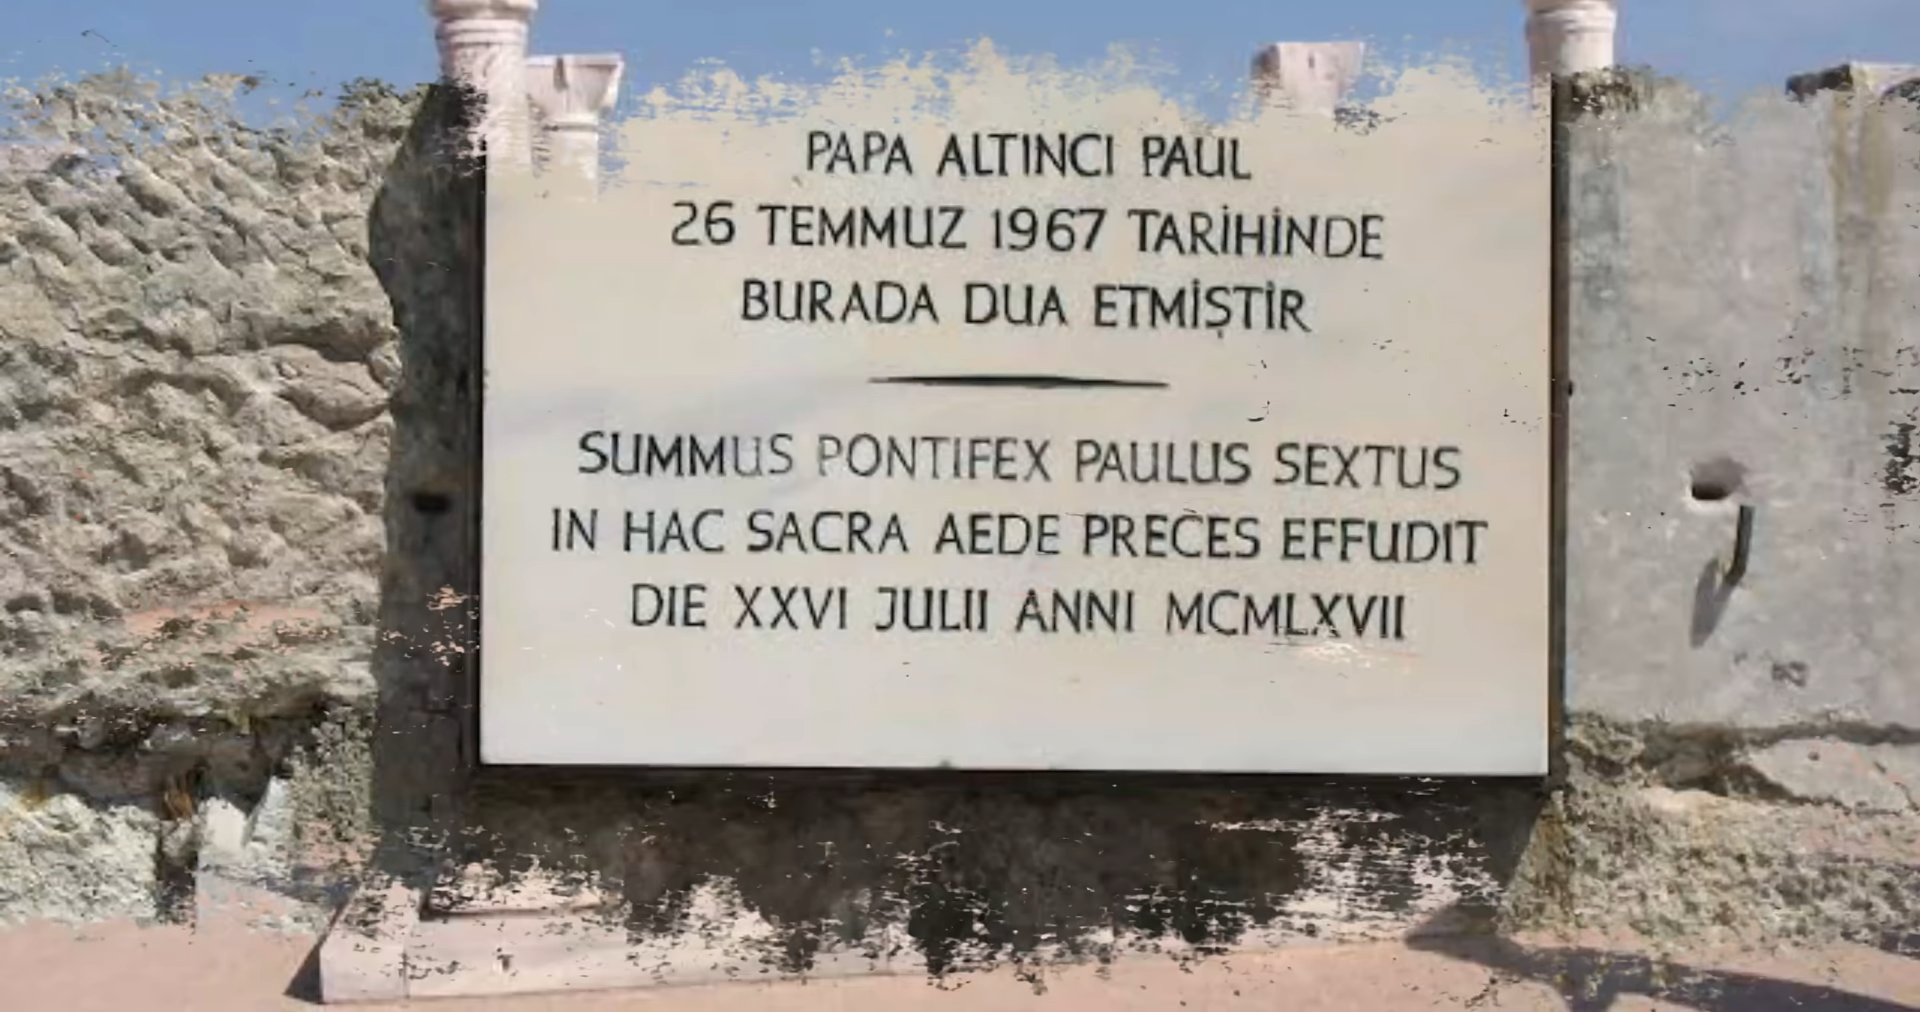 PAPA ALTINCI PAUL
26 TEMMUZ 1967 TARİHİNDE
BURADA DUA ETMİŞTİR
SUMMUS PONTIFEX PAULUS SEXTUS
IN HAC SACRA AEDE PRECES EFFUDIT
DIE XXVI JULII ANNI MCMLXVII